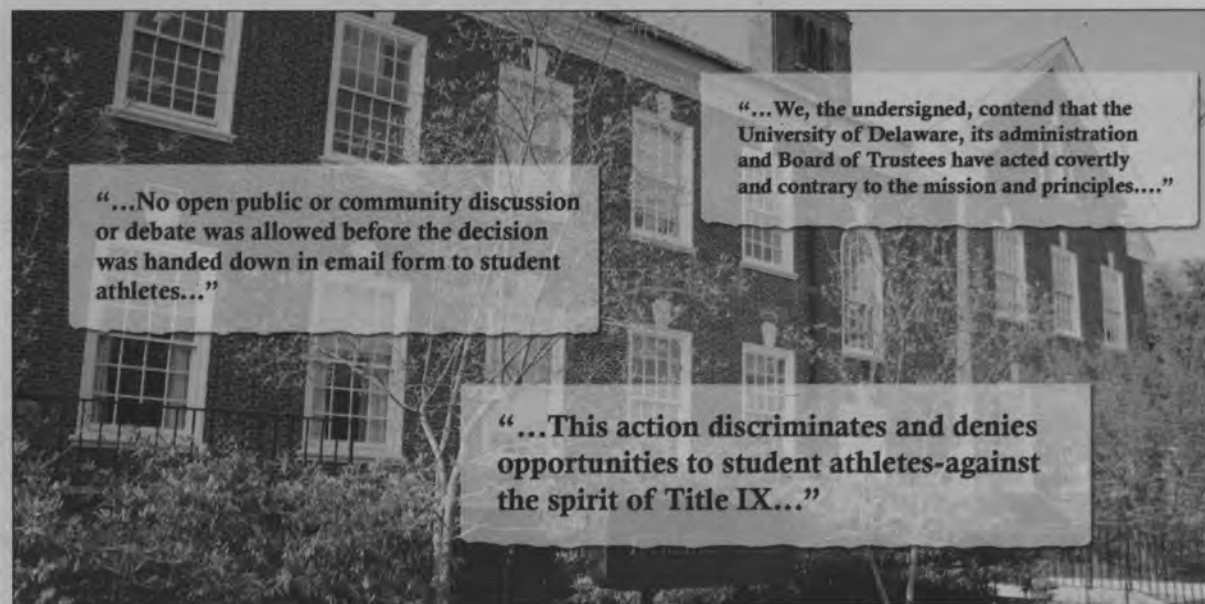 “...We, the undersigned, contend that the
University of Delaware, its administration
and Board of Trustees have acted covertly
and contrary to the mission and principles....”
“...No open public or community discussion
or debate was allowed before the decision
was handed down in email form to student
athletes...”
“...This action discriminates and denies
opportunities to student athletes-against
the spirit of Title IX...”